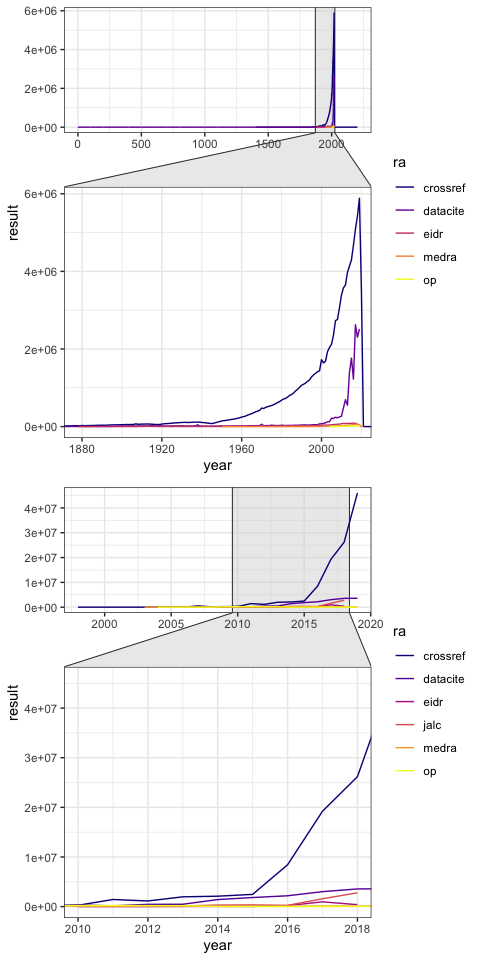 6e+06
4e+06
2e+06
0e+00
0 500 1000 1500 2000
result
6e+06
4e+06
2e+06
0e+00
1880 1920 1960 2000
year
ra
crossref
datacite
eidr
medra
op
4e+07
3e+07
2e+07
1e+07
0e+00
2000 2005 2010 2015 2020
result
4e+07
3e+07
2e+07
1e+07
0e+00
2010 2012 2014 2016 2018
year
ra
crossref
datacite
eidr
jalc
medra
op